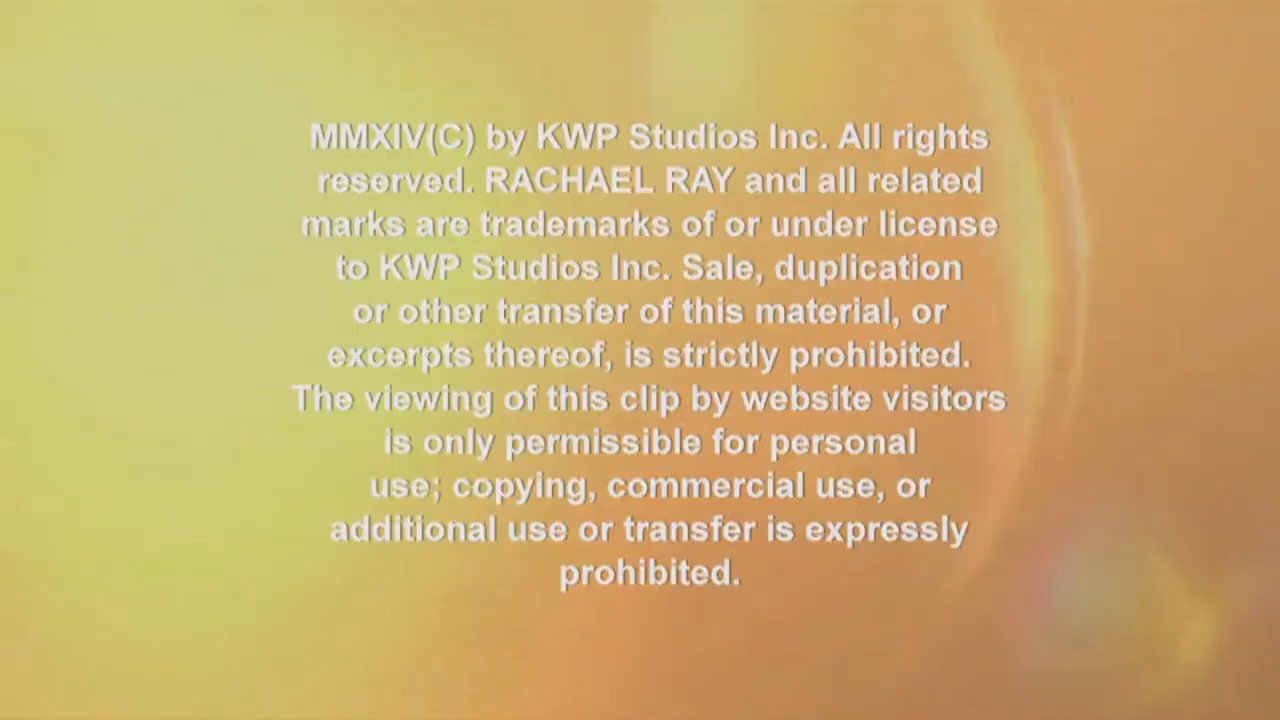 MMXIV(C) by KWP Studios Inc. All rights
reserved. RACHAEL RAY and all related
marks are trademarks of or under license
to KWP Studios Inc. Sale, duplication
or other transfer of this material, or
excerpts thereof, is strictly prohibited.
The viewing of this clip by website visitors
is only permissible for personal
use; copying, commercial use, or
additional use or transfer is expressly
prohibited.